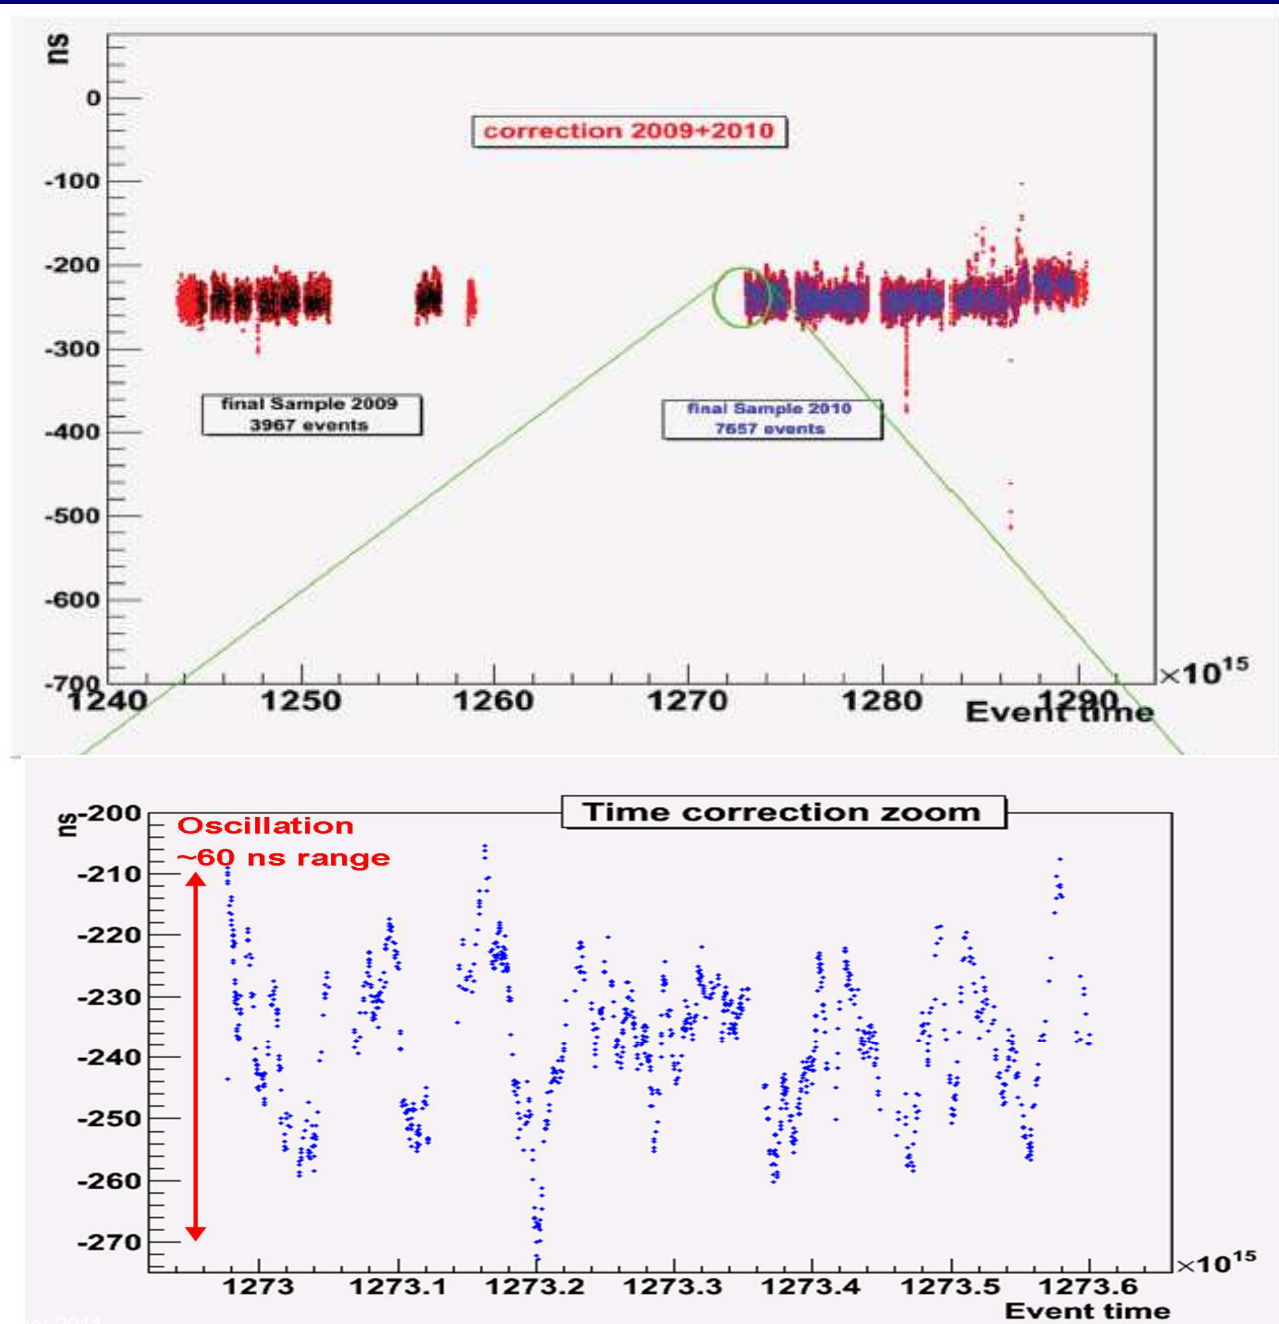 ns
correction 2009+2010
0
-100
-200
-300
-400
-500
-600
-700
final Sample 2009
3967 events
final Sample 2010
7657 events
1240 1250 1260 1270 1280 1290
×10¹⁵
Event time
Time correction zoom
ns
Oscillation
~60 ns range
-200
-210
-220
-230
-240
-250
-260
-270
1273 1273.1 1273.2 1273.3 1273.4 1273.5 1273.6
×10¹⁵
Event time